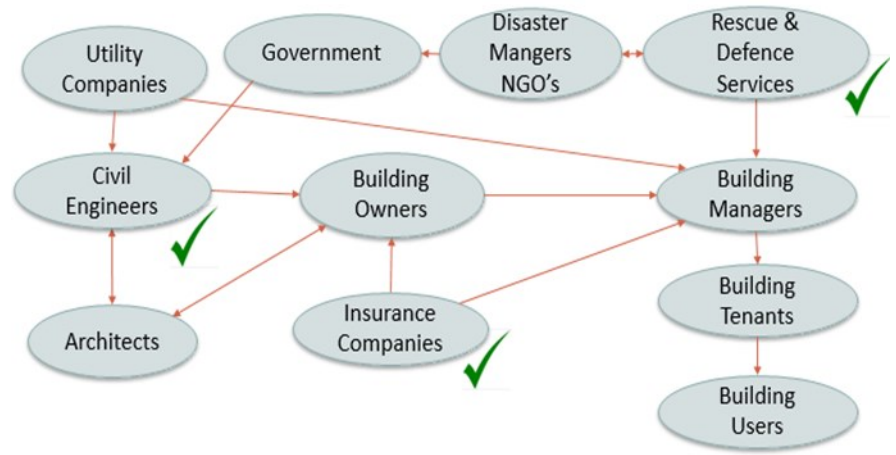 Utility
Companies
Government
Disaster
Mangers
NGO's
Rescue &
Defence
Services
Civil
Engineers
Building
Owners
Building
Managers
Architects
Insurance
Companies
Building
Tenants
Building
Users